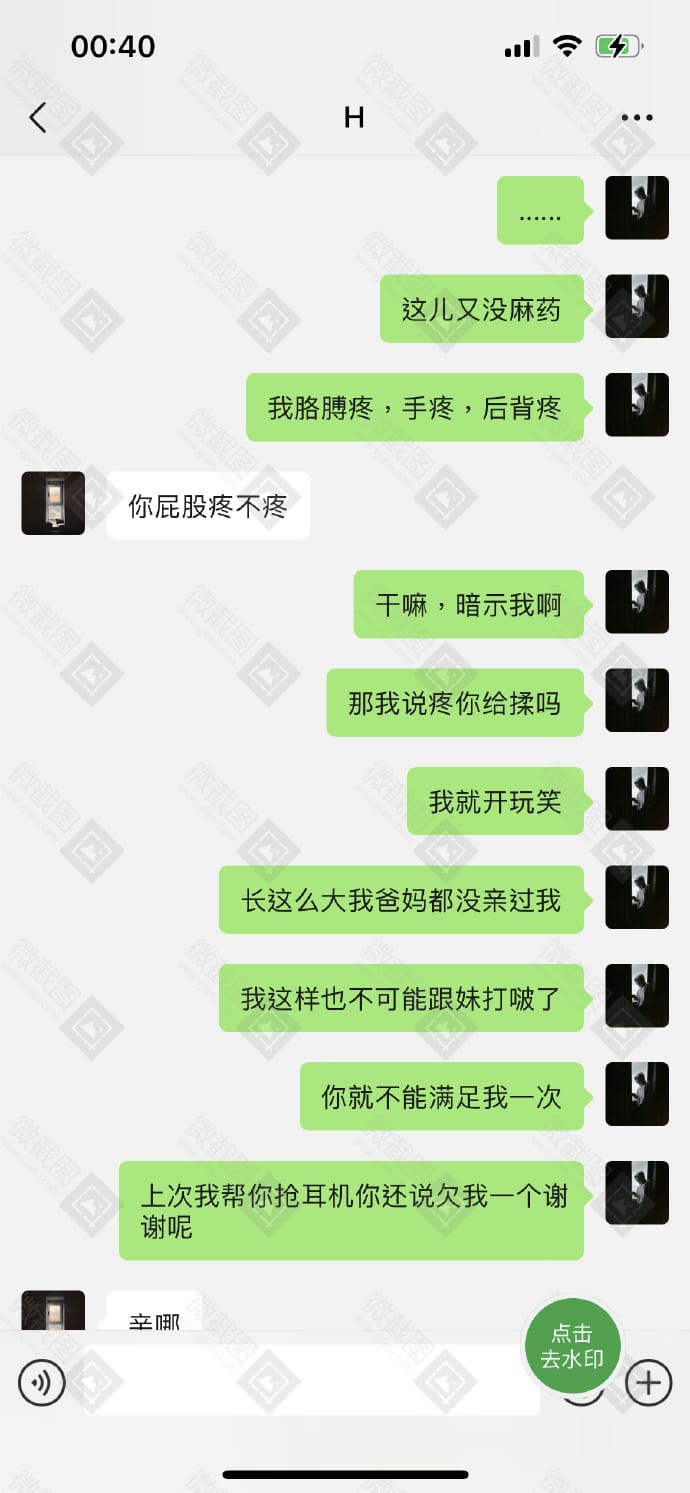 00:40
H
······
这儿又没麻药
我胳膊疼，手疼，后背疼
你屁股疼不疼
干嘛，暗示我啊
那我说疼你给揉吗
我就开玩笑
长这么大我爸妈都没亲过我
我这样也不可能跟妹打啵了
你就不能满足我一次
上次我帮你抢耳机你还说欠我一个谢
谢呢
亲哪
点击
去水印
微截图